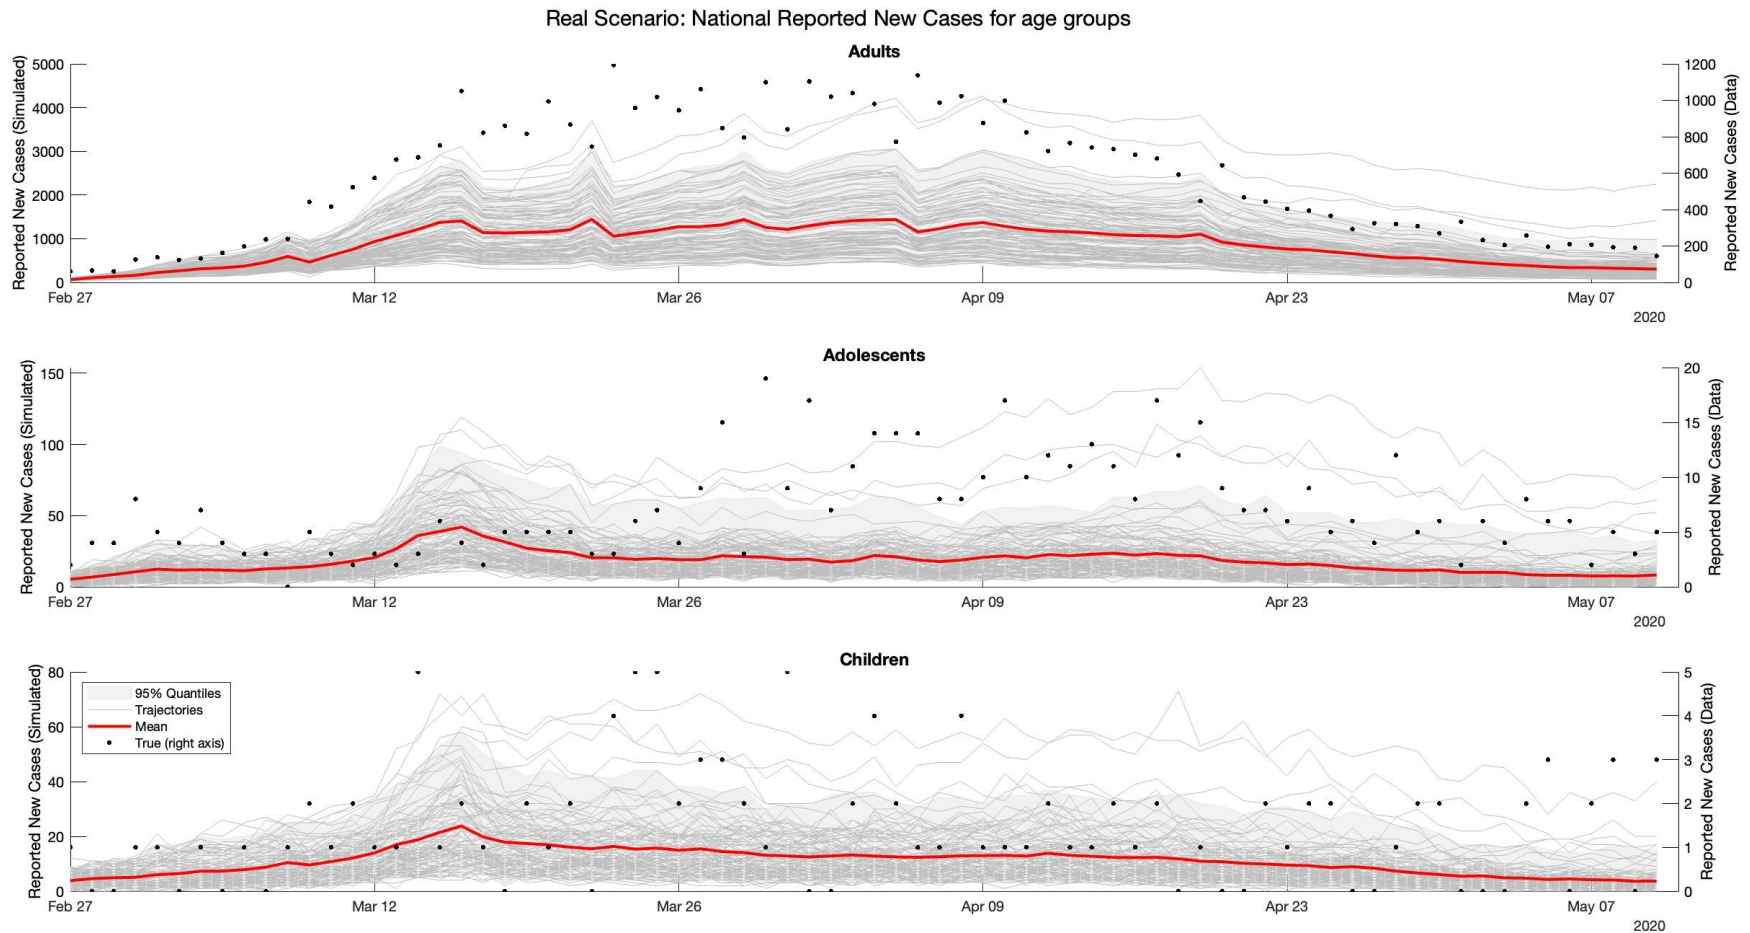 Real Scenario: National Reported New Cases for age groups
Adults
Reported New Cases (Simulated)
5000
4000
3000
2000
1000
0
Reported New Cases (Data)
1200
1000
800
600
400
200
0
Feb 27 Mar 12 Mar 26 Apr 09 Apr 23 May 07
2020
Adolescents
Reported New Cases (Simulated)
150
100
50
0
Reported New Cases (Data)
20
15
10
5
0
Feb 27 Mar 12 Mar 26 Apr 09 Apr 23 May 07
2020
Children
Reported New Cases (Simulated)
80
60
40
20
0
95% Quantiles
Trajectories
Mean
True (right axis)
Reported New Cases (Data)
5
4
3
2
1
0
Feb 27 Mar 12 Mar 26 Apr 09 Apr 23 May 07
2020